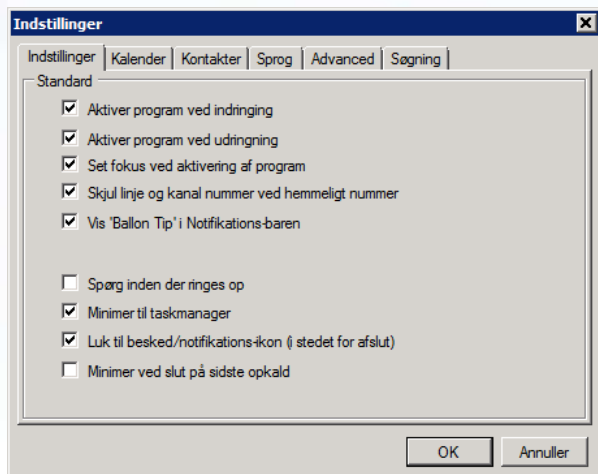 Indstillinger
Indstillinger Kalender Kontakter Sprog Advanced Søgning
Standard
Aktiver program ved indringing
Aktiver program ved udringning
Set fokus ved aktivering af program
Skjul linje og kanal nummer ved hemmeligt nummer
Vis 'Ballon Tip' i Notifikations-baren
Spørg inden der ringes op
Minimer til taskmanager
Luk til besked/notifikations-ikon (i stedet for afslut)
Minimer ved slut på sidste opkald
OK Annuller